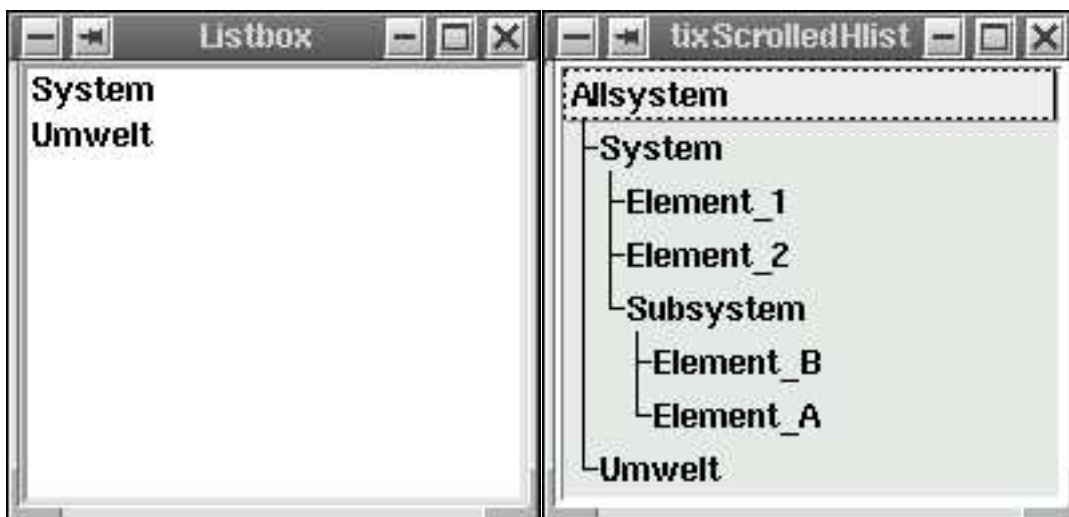 Listbox
System
Umwelt
tixScrolledHlist
Allsystem
System
Element_1
Element_2
Subsystem
Element_B
Element_A
Umwelt